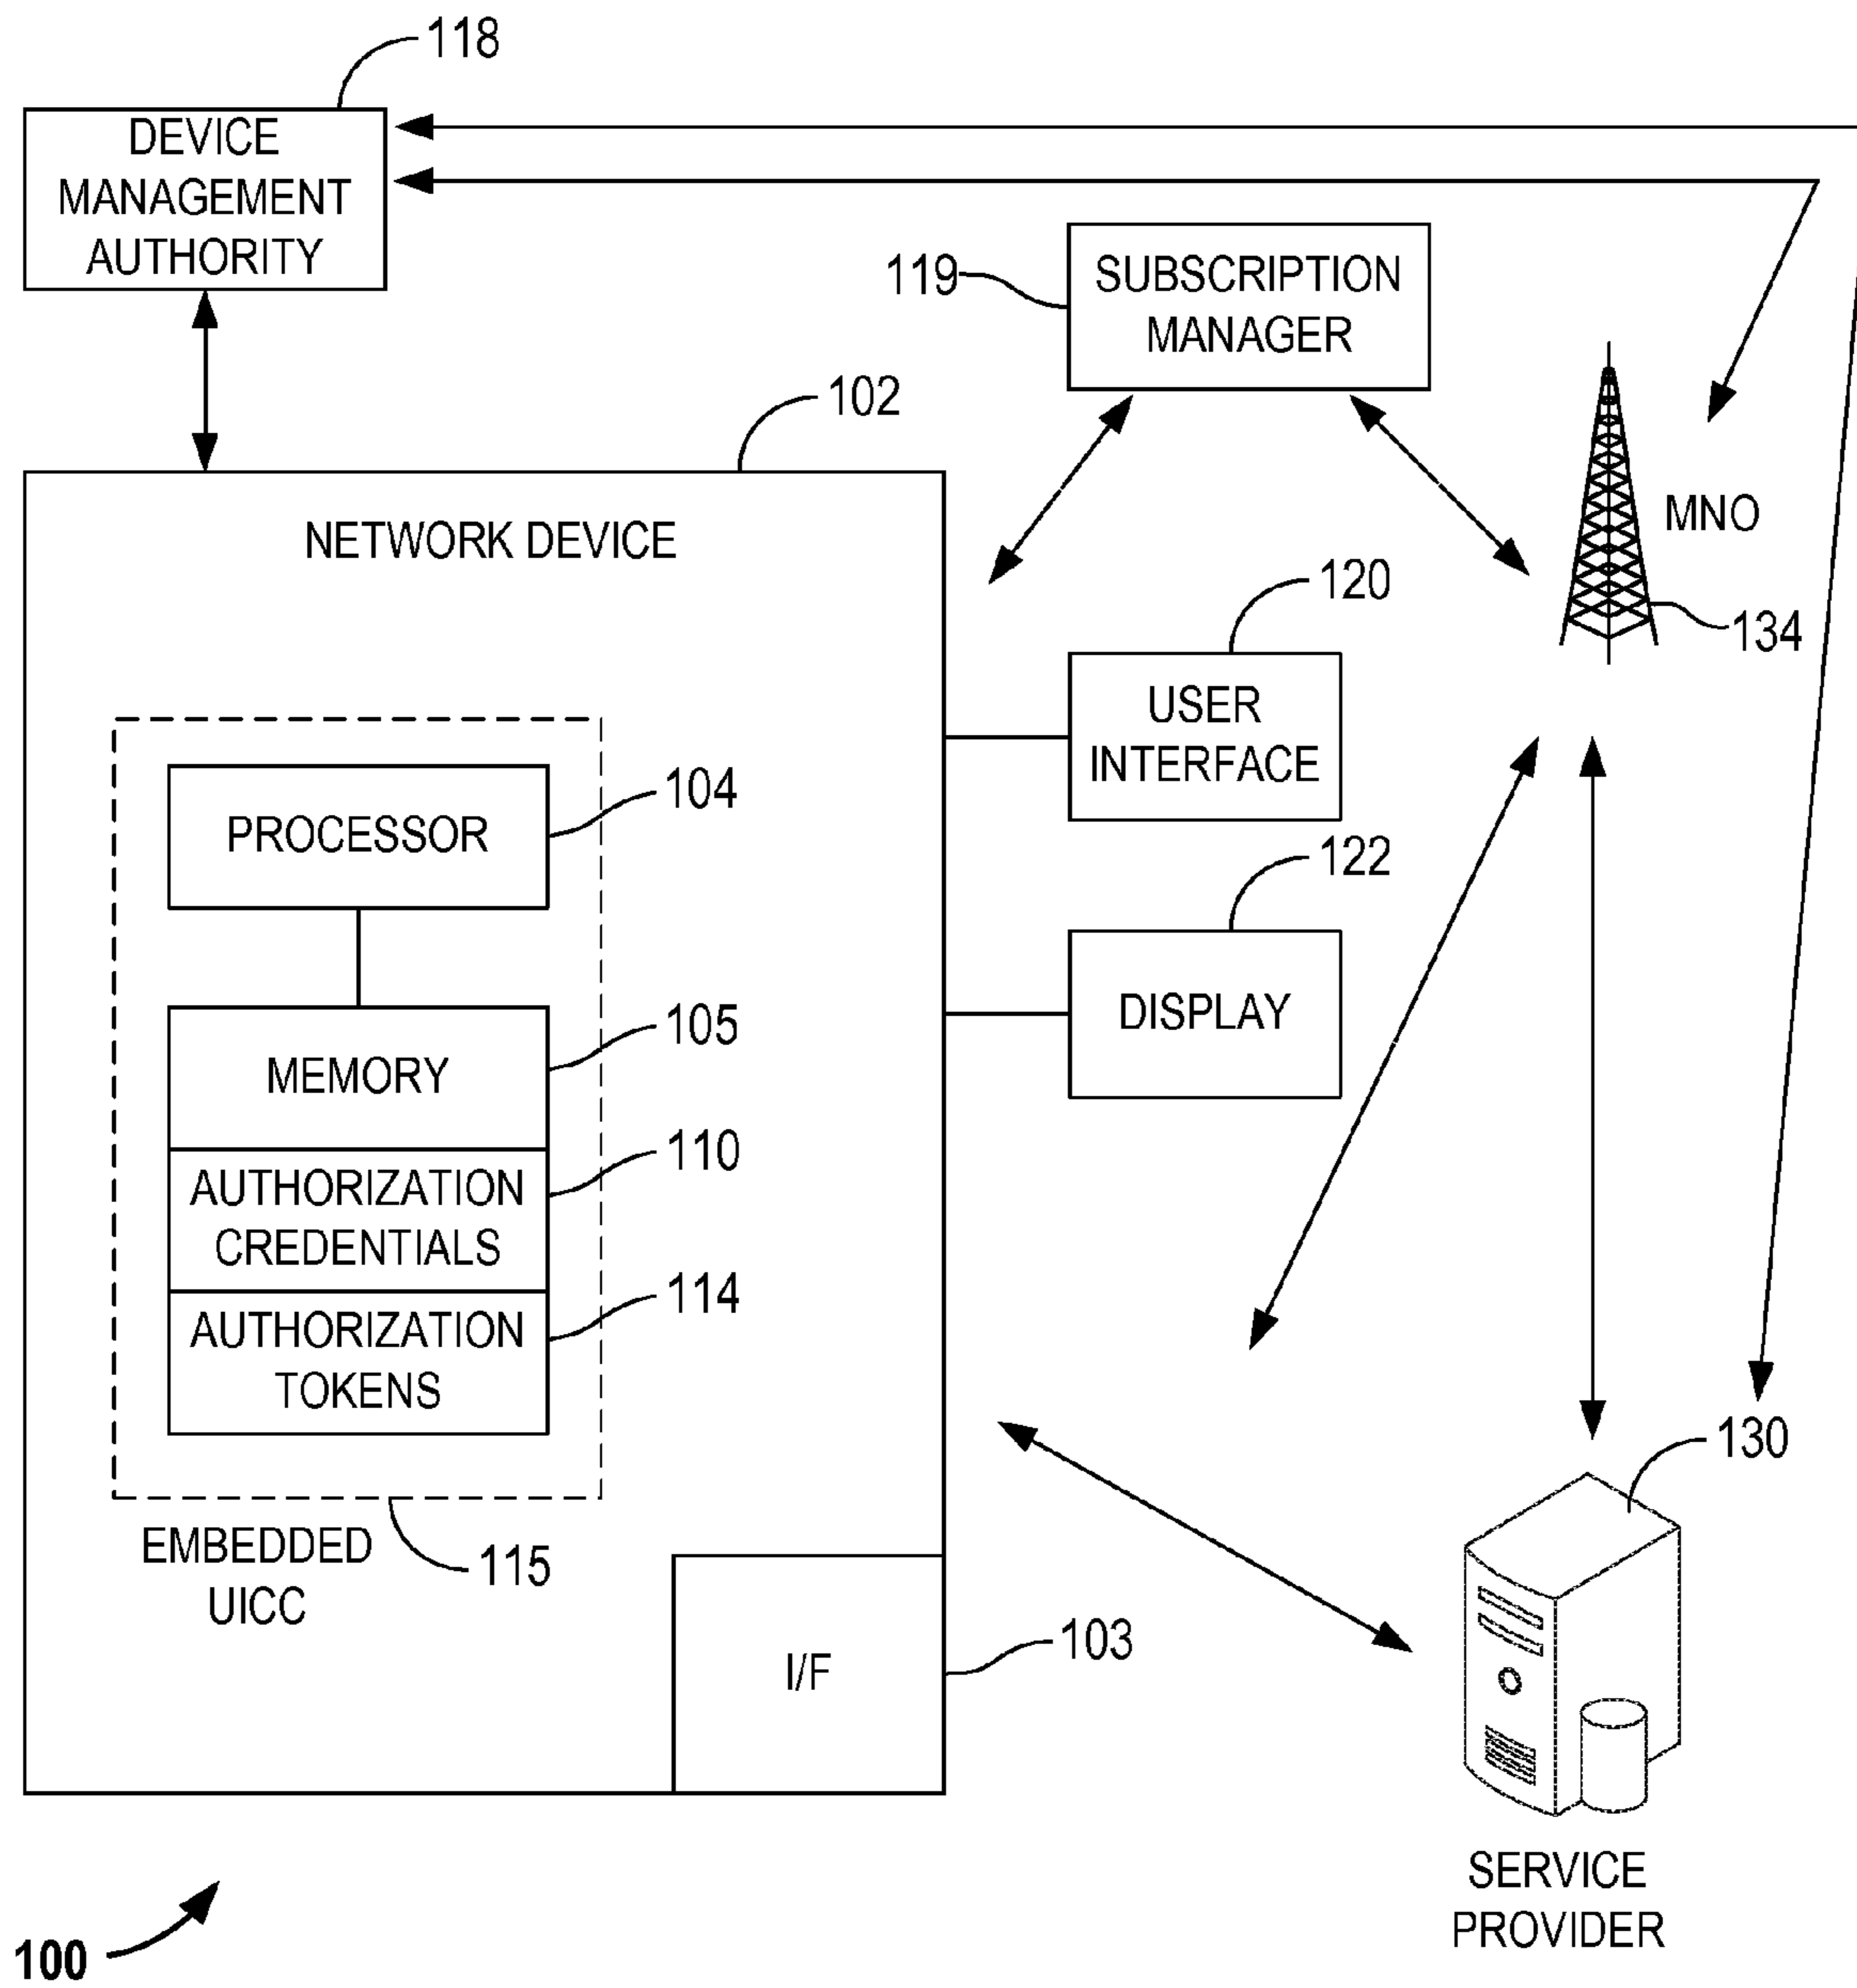 118
DEVICE
MANAGEMENT
AUTHORITY
119
SUBSCRIPTION
MANAGER
102
NETWORK DEVICE
MNO
134
120
USER
INTERFACE
104
PROCESSOR
122
DISPLAY
105
MEMORY
110
AUTHORIZATION
CREDENTIALS
114
AUTHORIZATION
TOKENS
130
EMBEDDED
UICC
115
I/F
103
SERVICE
PROVIDER
100